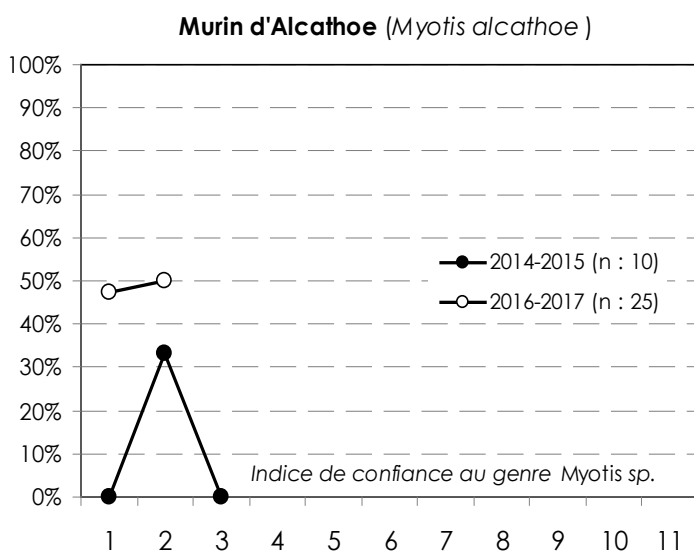 Murin d'Alcathoe (Myotis alcathoe )
100%
90%
80%
70%
60%
50%
40%
30%
20%
10%
0%
2014-2015 (n : 10)
2016-2017 (n : 25)
Indice de confiance au genre Myotis sp.
1 2 3 4 5 6 7 8 9 10 11